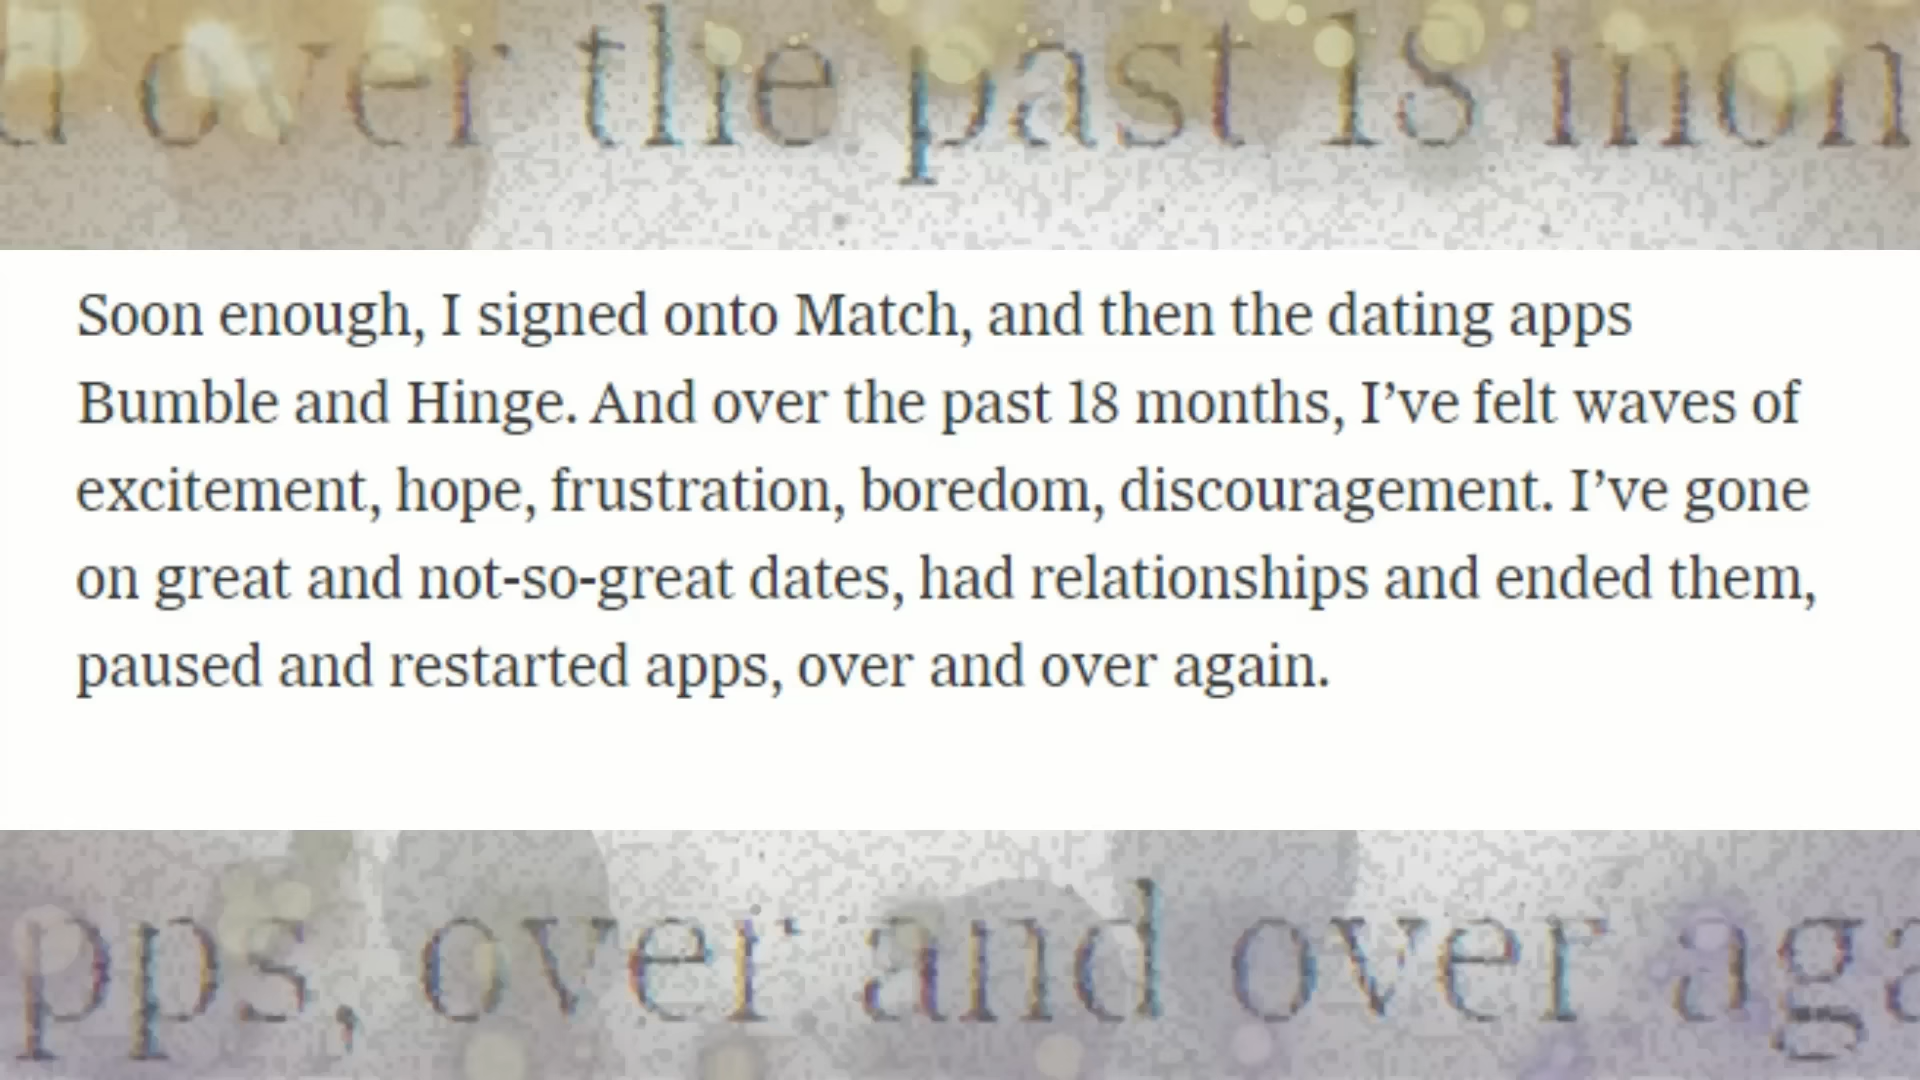 d over the past 18 mon
Soon enough, I signed onto Match, and then the dating apps
Bumble and Hinge. And over the past 18 months, I’ve felt waves of
excitement, hope, frustration, boredom, discouragement. I’ve gone
on great and not-so-great dates, had relationships and ended them,
paused and restarted apps, over and over again.
pps, over and over aga